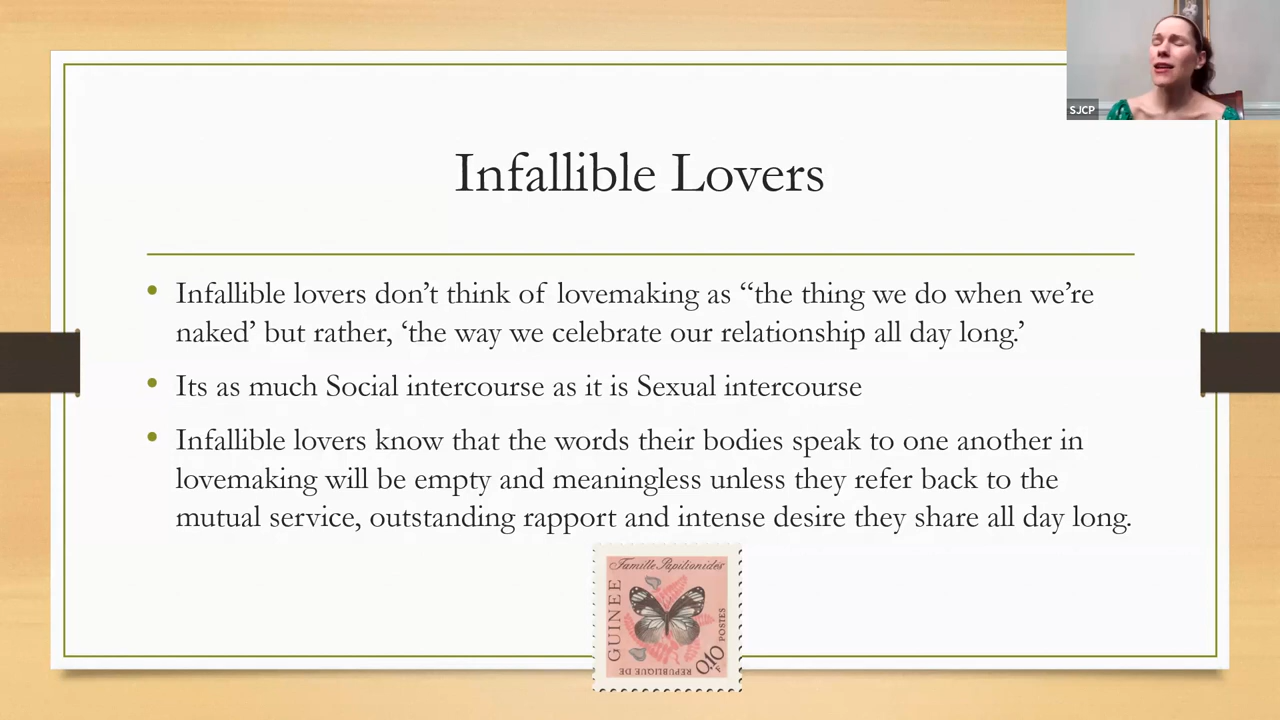 SJCP
Infallible Lovers
• Infallible lovers don’t think of lovemaking as “the thing we do when we’re
naked’ but rather, ‘the way we celebrate our relationship all day long.’
• Its as much Social intercourse as it is Sexual intercourse
• Infallible lovers know that the words their bodies speak to one another in
lovemaking will be empty and meaningless unless they refer back to the
mutual service, outstanding rapport and intense desire they share all day long.
Famille Papilionides
GUINEE
REPUBLIQUE DE
0,10 F
POSTES